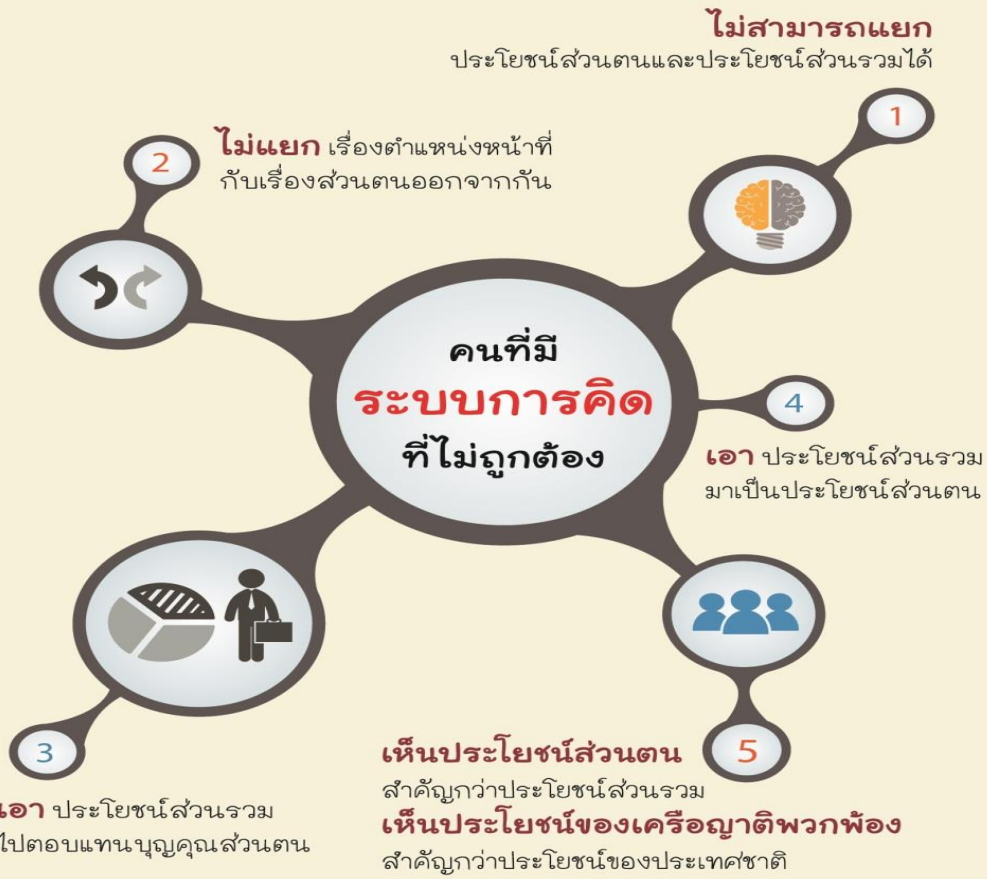 ไม่สามารถแยก
ประโยชน์ส่วนตนและประโยชน์ส่วนรวมได้
1
2
ไม่แยก เรื่องตำแหน่งหน้าที่
กับเรื่องส่วนตนออกจากกัน
คนที่มี
ระบบการคิด
ที่ไม่ถูกต้อง
4
เอา ประโยชน์ส่วนรวม
มาเป็นประโยชน์ส่วนตน
3
เอา ประโยชน์ส่วนรวม
ไปตอบแทนบุญคุณส่วนตน
5
เห็นประโยชน์ส่วนตน
สำคัญกว่าประโยชน์ส่วนรวม
เห็นประโยชน์ของเครือญาติพวกพ้อง
สำคัญกว่าประโยชน์ของประเทศชาติ